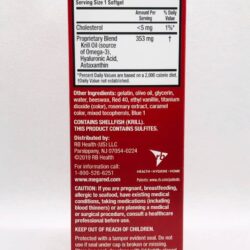 Serving Size 1 Softgel
Amount Per Serving % Daily Value
Cholesterol <5 mg 1%*
Proprietary Blend 353 mg †
Krill Oil (source
of Omega-3),
Hyaluronic Acid,
Astaxanthin
*Percent Daily Values are based on a 2,000 calorie diet.
†Daily Value not established.
Other Ingredients: gelatin, olive oil, glycerin,
water, beeswax, Red 40, ethyl vanillin, titanium
dioxide (color), rosemary extract, caramel
color, mixed tocopherols, Blue 1
CONTAINS SHELLFISH (KRILL).
THIS PRODUCT CONTAINS SULFITES.
Distributed by:
RB Health (US) LLC
Parsippany, NJ 07054-0224
©2019 RB Health
Questions?
1-800-526-6251
www.megared.com
HEALTH • HYGIENE • HOME
CAUTION: If you are pregnant, breastfeeding,
allergic to seafood, have existing medical
conditions, take medication (including
blood thinners) or are planning a medical
or surgical procedure, consult a healthcare
professional before use.
KEEP OUT OF REACH OF CHILDREN.
Protected with a tamper evident seal. Do not
use if seal under cap is broken or missing.